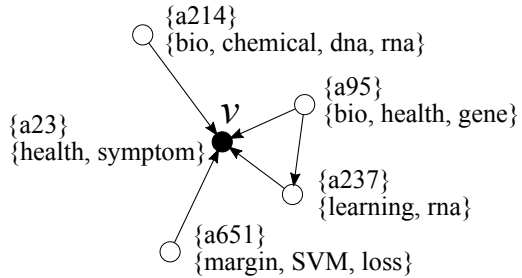 {a214}
{bio, chemical, dna, rna}
v
{a95}
{bio, health, gene}
{a23}
{health, symptom}
{a237}
{learning, rna}
{a651}
{margin, SVM, loss}